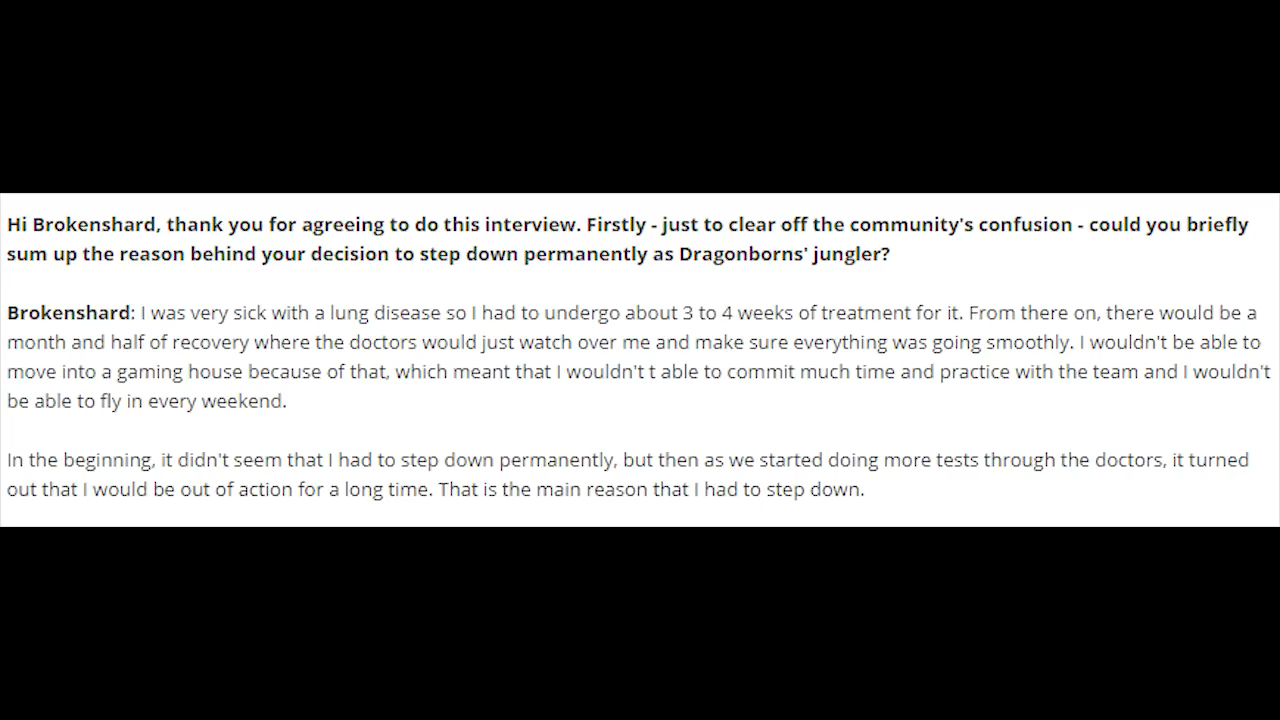 Hi Brokenshard, thank you for agreeing to do this interview. Firstly - just to clear off the community's confusion - could you briefly
sum up the reason behind your decision to step down permanently as Dragonborns' jungler?
Brokenshard: I was very sick with a lung disease so I had to undergo about 3 to 4 weeks of treatment for it. From there on, there would be a
month and half of recovery where the doctors would just watch over me and make sure everything was going smoothly. I wouldn't be able to
move into a gaming house because of that, which meant that I wouldn't t able to commit much time and practice with the team and I wouldn't
be able to fly in every weekend.
In the beginning, it didn't seem that I had to step down permanently, but then as we started doing more tests through the doctors, it turned
out that I would be out of action for a long time. That is the main reason that I had to step down.